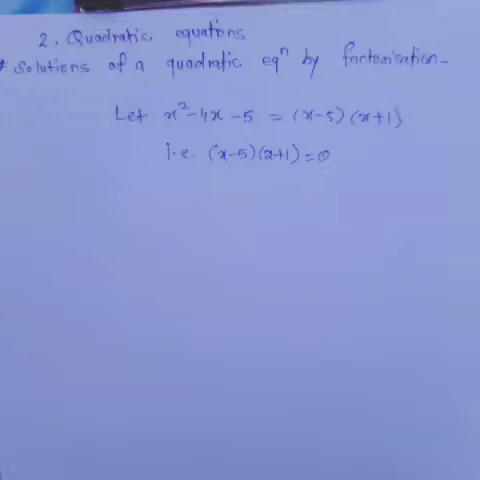 2. Quadratic equations
* Solutions of a quadratic eqⁿ by factorisation-
Let x²-4x-5 = (x-5)(x+1)
i.e. (x-5)(x+1)=0